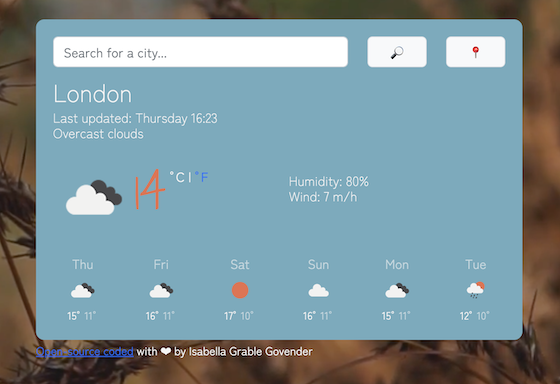 Search for a city...
London
Last updated: Thursday 16:23
Overcast clouds
14 °C | °F
Humidity: 80%
Wind: 7 m/h
Thu Fri Sat Sun Mon Tue
15° 11° 16° 11° 17° 10° 16° 11° 15° 11° 12° 10°
Open-source coded with ❤ by Isabella Grable Govender